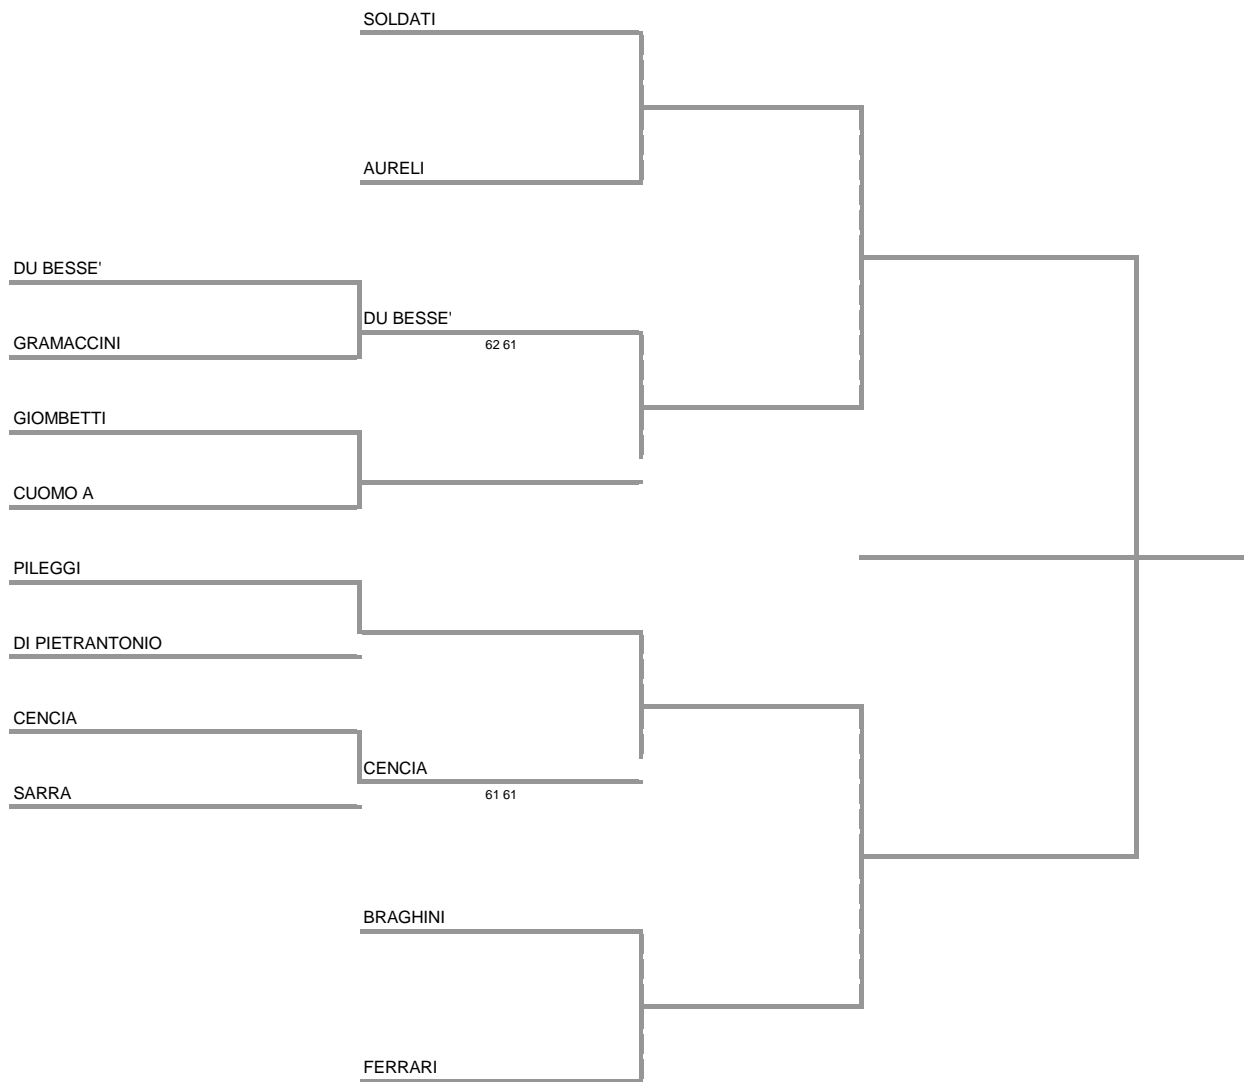 SOLDATI
AURELI
DU BESSE'
DU BESSE'
GRAMACCINI
62 61
GIOMBETTI
CUOMO A
PILEGGI
DI PIETRANTONIO
CENCIA
CENCIA
SARRA
61 61
BRAGHINI
FERRARI